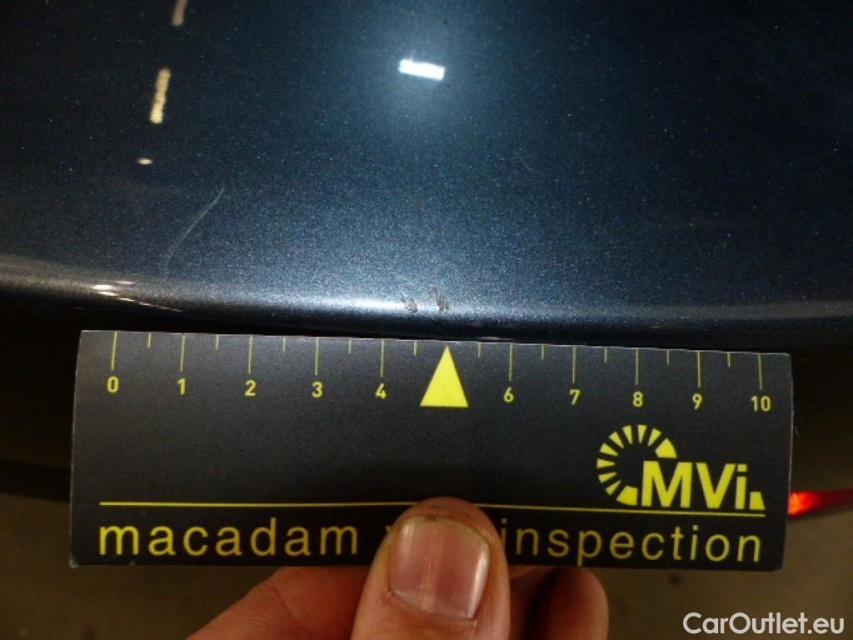 0 1 2 3 4 6 7 8 9 10
MVi
macadam inspection
CarOutlet.eu